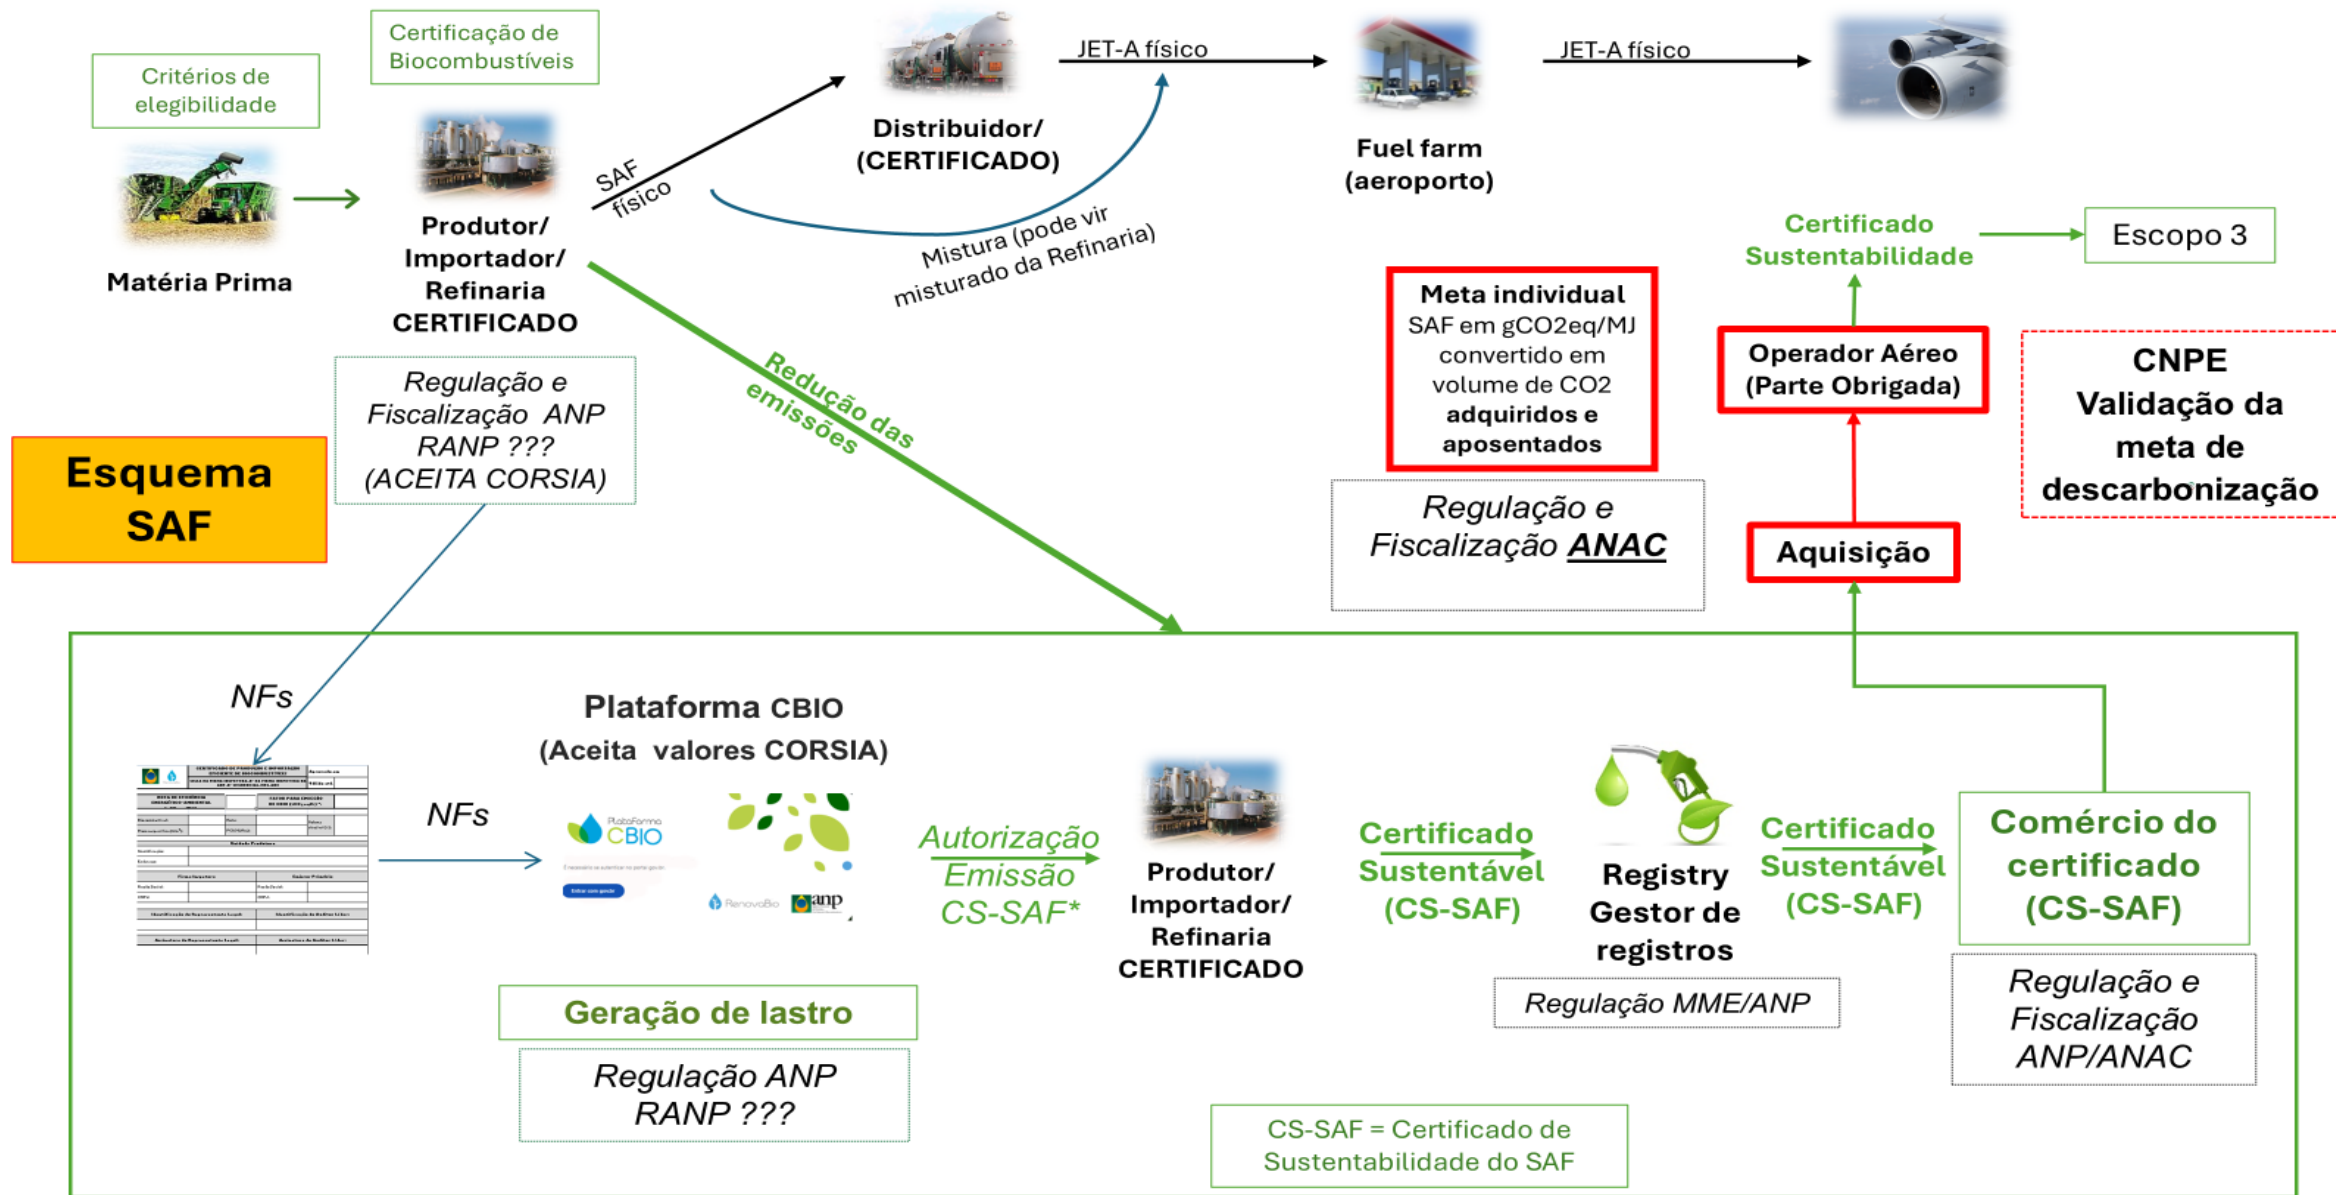 Critérios de
elegibilidade
Certificação de
Biocombustíveis
JET-A físico
JET-A físico
Matéria Prima
Produtor/
Importador/
Refinaria
CERTIFICADO
SAF
físico
Distribuidor/
(CERTIFICADO)
Fuel farm
(aeroporto)
Mistura (pode vir
misturado da Refinaria)
Certificado
Sustentabilidade
Escopo 3
Regulação e
Fiscalização ANP
RANP ???
(ACEITA CORSIA)
Esquema
SAF
Redução das
emissões
Meta individual
SAF em gCO2eq/MJ
convertido em
volume de CO2
adquiridos e
aposentados
Regulação e
Fiscalização ANAC
Operador Aéreo
(Parte Obrigada)
Aquisição
CNPE
Validação da
meta de
descarbonização
NFs
NFs
Plataforma CBIO
(Aceita valores CORSIA)
Plataforma
CBIO
Entrar com gov.br
RenovaBio
anp
Autorização
Emissão
CS-SAF*
Produtor/
Importador/
Refinaria
CERTIFICADO
Certificado
Sustentável
(CS-SAF)
Registry
Gestor de
registros
Certificado
Sustentável
(CS-SAF)
Comércio do
certificado
(CS-SAF)
Geração de lastro
Regulação ANP
RANP ???
Regulação MME/ANP
Regulação e
Fiscalização
ANP/ANAC
CS-SAF = Certificado de
Sustentabilidade do SAF